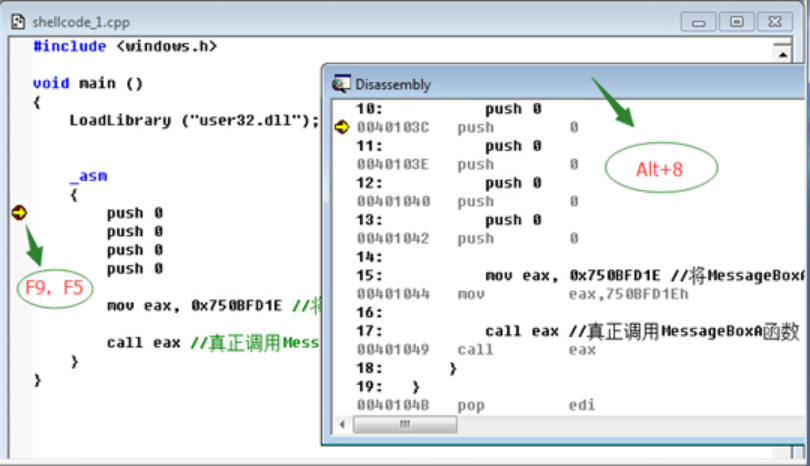 shellcode_1.cpp
#include <windows.h>
void main ()
{
LoadLibrary ("user32.dll");
_asm
{
push 0
push 0
push 0
push 0
mov eax, 0x750BFD1E //将
call eax //真正调用Mess
}
}
F9, F5
Disassembly
10: push 0
0040103C push 0
11: push 0
0040103E push 0
12: push 0
00401040 push 0
13: push 0
00401042 push 0
14:
15: mov eax, 0x750BFD1E //将MessageBoxA
00401044 mov eax,750BFD1Eh
16:
17: call eax //真正调用MessageBoxA函数
00401049 call eax
18: }
19: }
0040104B pop edi
Alt+8